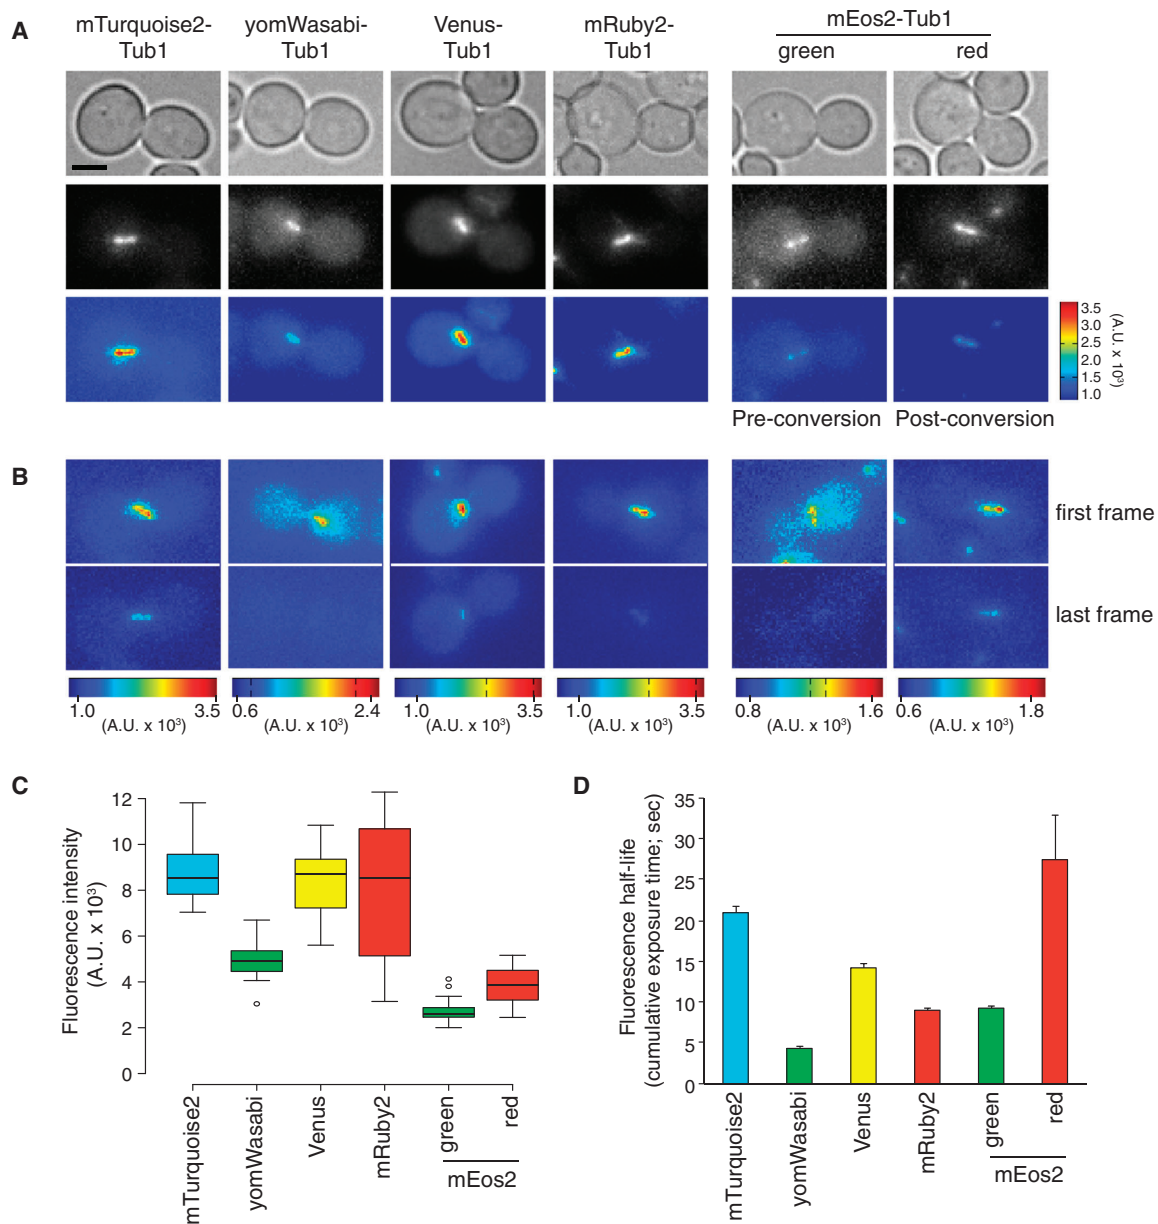 A
mTurquoise2-
Tub1
yomWasabi-
Tub1
Venus-
Tub1
mRuby2-
Tub1
mEos2-Tub1
green
red
3.5
3.0
2.5
2.0
1.5
1.0
(A.U. x 10³)
Pre-conversion
Post-conversion
B
first frame
last frame
1.0 3.5
(A.U. x 10³)
0.6 2.4
(A.U. x 10³)
1.0 3.5
(A.U. x 10³)
1.0 3.5
(A.U. x 10³)
0.8 1.6
(A.U. x 10³)
0.6 1.8
(A.U. x 10³)
C
Fluorescence intensity
(A.U. x 10³)
12
10
8
6
4
2
0
mTurquoise2
yomWasabi
Venus
mRuby2
green
red
mEos2
D
Fluorescence half-life
(cumulative exposure time; sec)
35
30
25
20
15
10
5
0
mTurquoise2
yomWasabi
Venus
mRuby2
green
red
mEos2